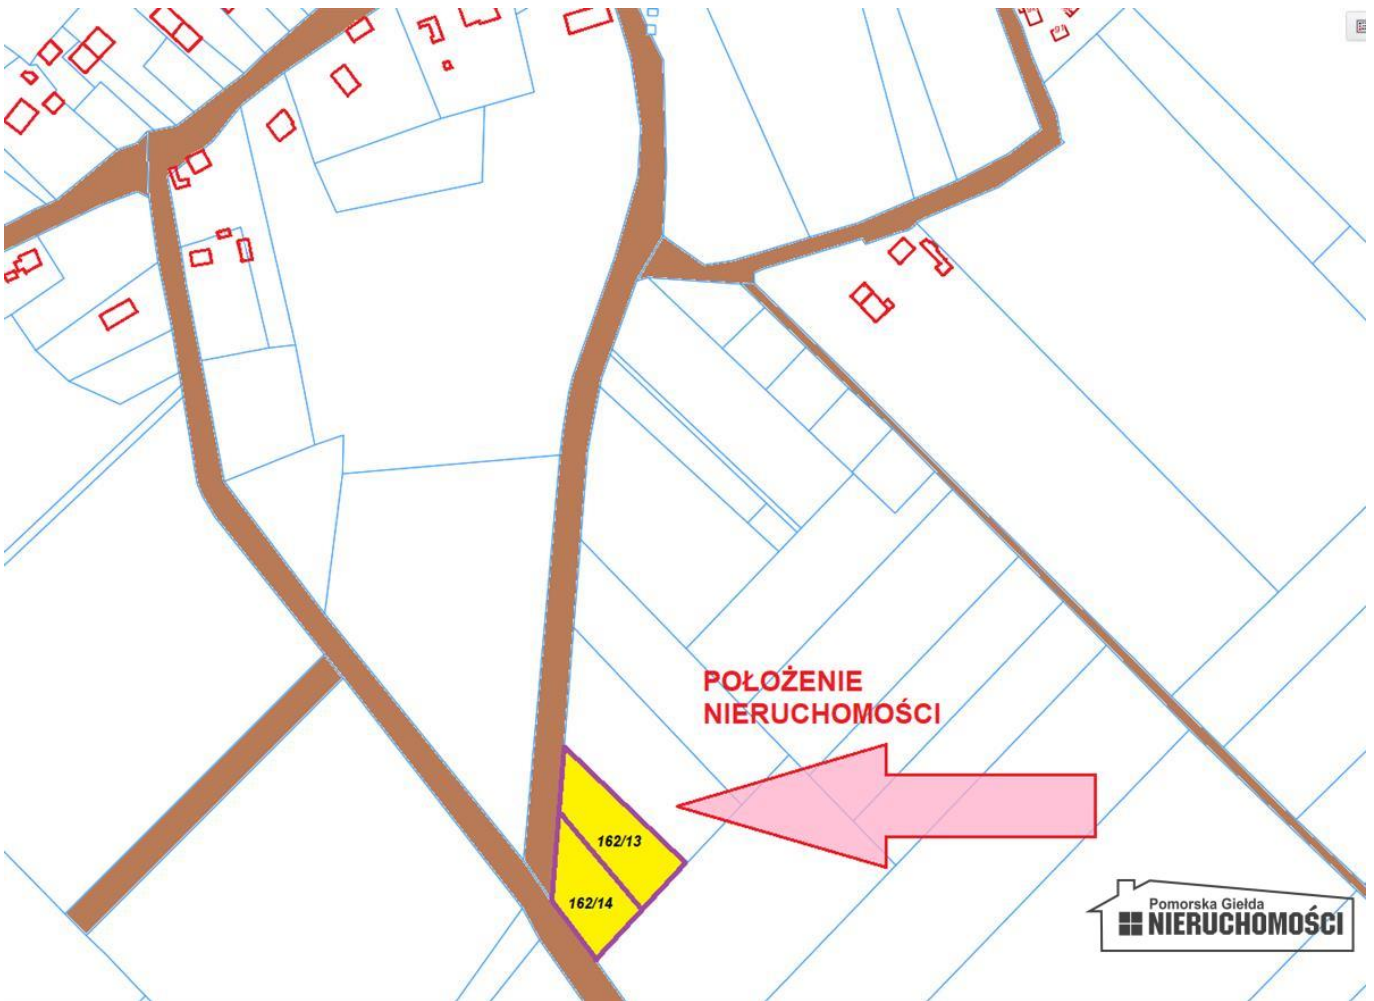 POŁOŻENIE
NIERUCHOMOŚCI
162/13
162/14
Pomorska Giełda
NIERUCHOMOŚCI